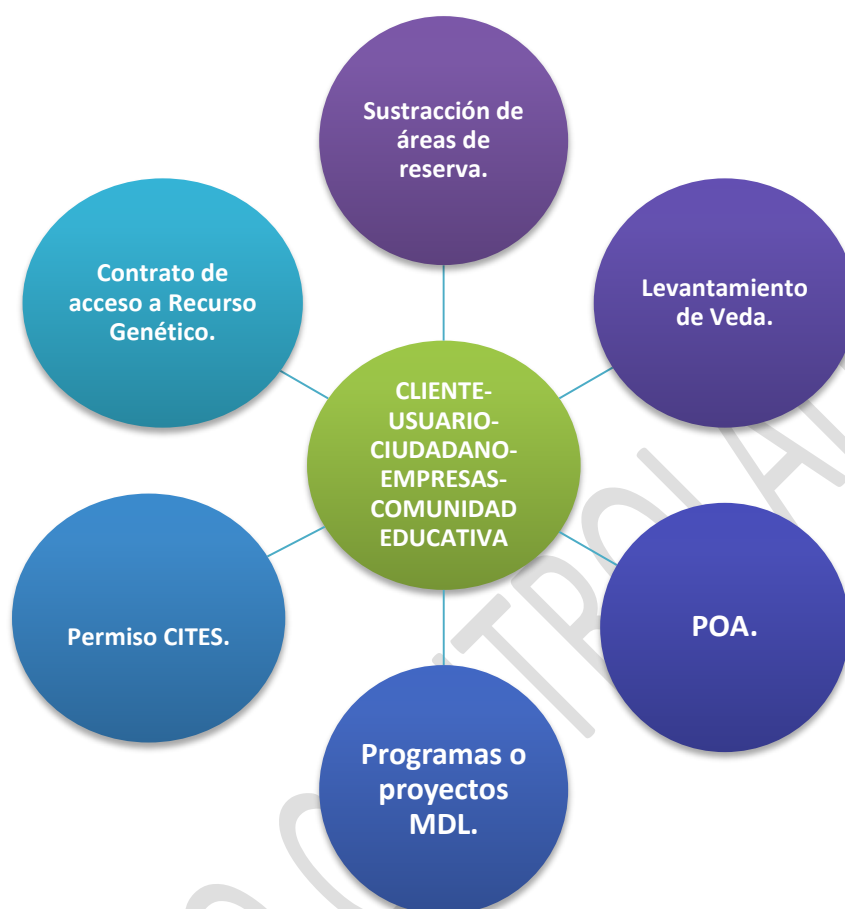 Sustracción de
áreas de
reserva.
Contrato de
acceso a Recurso
Genético.
Levantamiento
de Veda.
CLIENTE-
USUARIO-
CIUDADANO-
EMPRESAS-
COMUNIDAD
EDUCATIVA
Permiso CITES.
POA.
Programas o
proyectos
MDL.